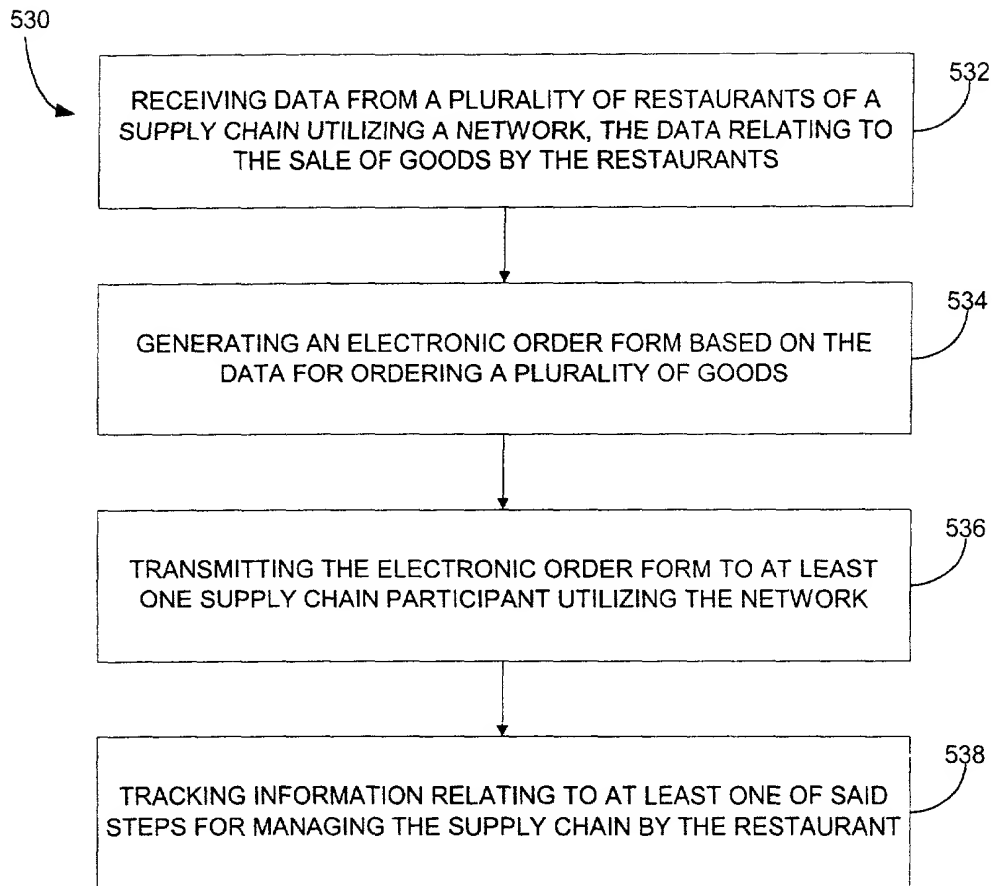 530
532
RECEIVING DATA FROM A PLURALITY OF RESTAURANTS OF A
SUPPLY CHAIN UTILIZING A NETWORK, THE DATA RELATING TO
THE SALE OF GOODS BY THE RESTAURANTS
534
GENERATING AN ELECTRONIC ORDER FORM BASED ON THE
DATA FOR ORDERING A PLURALITY OF GOODS
536
TRANSMITTING THE ELECTRONIC ORDER FORM TO AT LEAST
ONE SUPPLY CHAIN PARTICIPANT UTILIZING THE NETWORK
538
TRACKING INFORMATION RELATING TO AT LEAST ONE OF SAID
STEPS FOR MANAGING THE SUPPLY CHAIN BY THE RESTAURANT